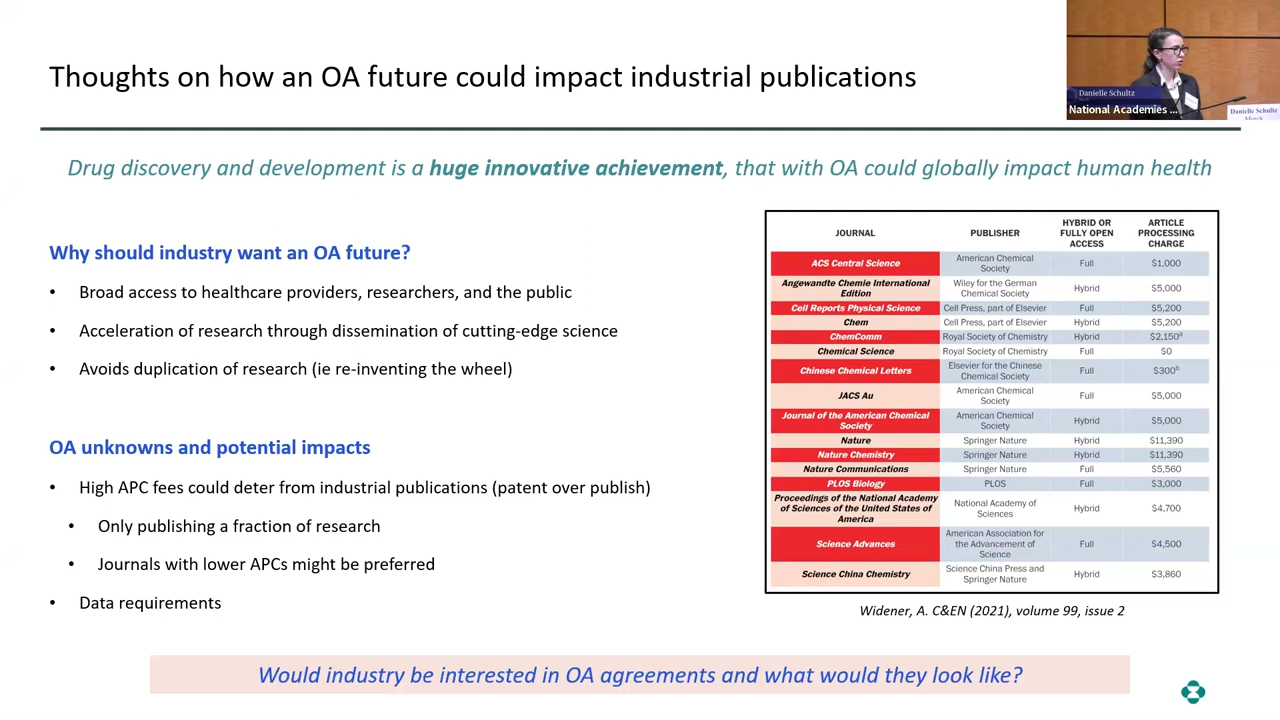 Thoughts on how an OA future could impact industrial publications
Danielle Schultz
National Academies ...
Danielle Schultz
Merck
Drug discovery and development is a huge innovative achievement, that with OA could globally impact human health
Why should industry want an OA future?
• Broad access to healthcare providers, researchers, and the public
• Acceleration of research through dissemination of cutting-edge science
• Avoids duplication of research (ie re-inventing the wheel)
OA unknowns and potential impacts
• High APC fees could deter from industrial publications (patent over publish)
• Only publishing a fraction of research
• Journals with lower APCs might be preferred
• Data requirements
JOURNAL PUBLISHER HYBRID OR FULLY OPEN ACCESS ARTICLE PROCESSING CHARGE
ACS Central Science American Chemical Society Full $1,000
Angewandte Chemie International Edition Wiley for the German Chemical Society Hybrid $5,000
Cell Reports Physical Science Cell Press, part of Elsevier Full $5,200
Chem Cell Press, part of Elsevier Hybrid $5,200
ChemComm Royal Society of Chemistry Hybrid $2,150a
Chemical Science Royal Society of Chemistry Full $0
Chinese Chemical Letters Elsevier for the Chinese Chemical Society Full $300b
JACS Au American Chemical Society Full $5,000
Journal of the American Chemical Society American Chemical Society Hybrid $5,000
Nature Springer Nature Hybrid $11,390
Nature Chemistry Springer Nature Hybrid $11,390
Nature Communications Springer Nature Full $5,560
PLOS Biology PLOS Full $3,000
Proceedings of the National Academy of Sciences of the United States of America National Academy of Sciences Hybrid $4,700
Science Advances American Association for the Advancement of Science Full $4,500
Science China Chemistry Science China Press and Springer Nature Hybrid $3,860
Widener, A. C&EN (2021), volume 99, issue 2
Would industry be interested in OA agreements and what would they look like?